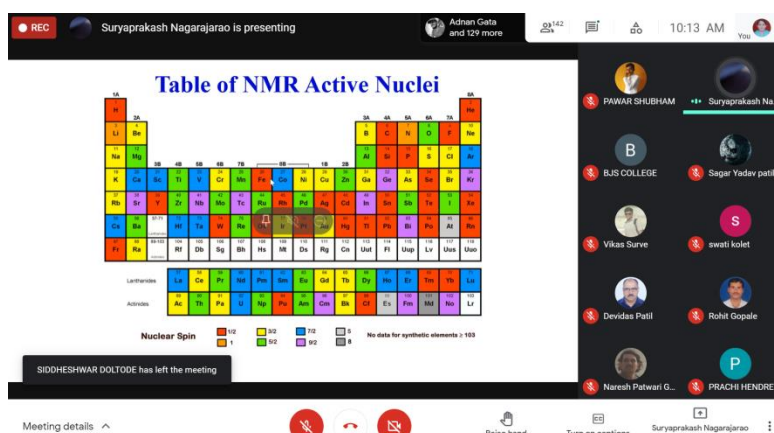 REC
Suryaprakash Nagarajarao is presenting
Adnan Gata
and 129 more
142
10:13 AM
You
Table of NMR Active Nuclei
1A 8A
H He
2A 3A 4A 5A 6A 7A
Li Be B C N O F Ne
Na Mg 3B 4B 5B 6B 7B 8B 1B 2B Al Si P S Cl Ar
K Ca Sc Ti V Cr Mn Fe Co Ni Cu Zn Ga Ge As Se Br Kr
Rb Sr Y Zr Nb Mo Tc Ru Rh Pd Ag Cd In Sn Sb Te I Xe
Cs Ba 57-71 Hf Ta W Re Au Hg Tl Pb Bi Po At Rn
Fr Ra 89-103 Rf Db Sg Bh Hs Mt Ds Rg Cn Uut Fl Uup Lv Uus Uuo
Lanthanides La Ce Pr Nd Pm Sm Eu Gd Tb Dy Ho Er Tm Yb Lu
Actinides Ac Th Pa U Np Pu Am Cm Bk Cf Es Fm Md No Lr
Nuclear Spin 1/2 3/2 7/2 5 No data for synthetic elements ≥ 103
1 5/2 9/2 8
PAWAR SHUBHAM
Suryaprakash Na...
B
BJS COLLEGE
Sagar Yadav patil
Vikas Surve
S
swati kolet
Devidas Patil
Rohit Gopale
Naresh Patwari G...
P
PRACHI HENDRE
SIDDHESHWAR DOLTODE has left the meeting
Meeting details
Raise hand
CC
Turn on captions
Suryaprakash Nagarajarao